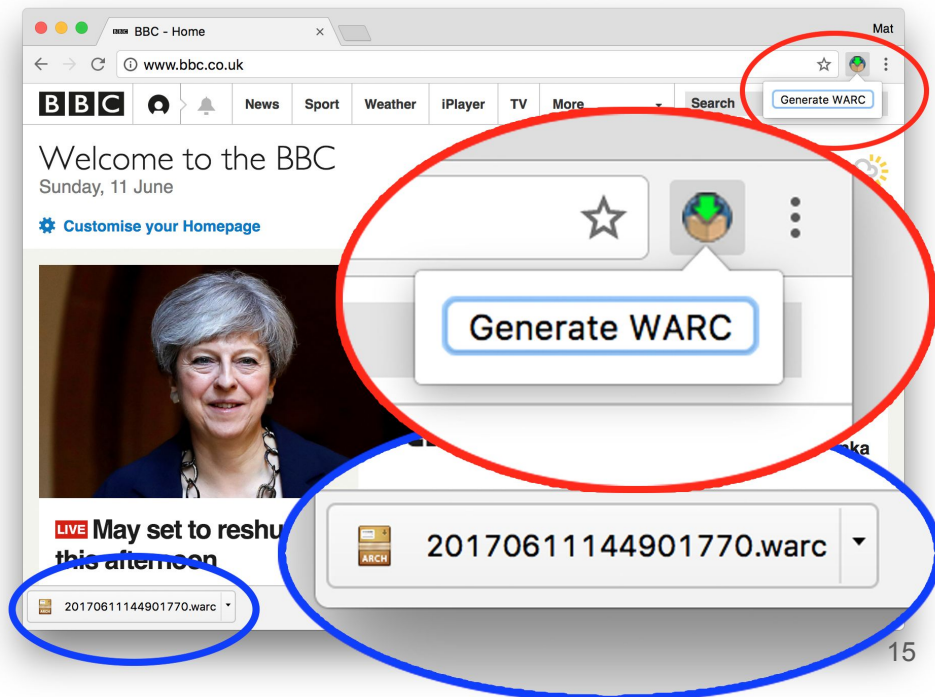 BBC - Home
Mat
www.bbc.co.uk
BBC News Sport Weather iPlayer TV More Search
Generate WARC
Welcome to the BBC
Sunday, 11 June
Customise your Homepage
Generate WARC
LIVE May set to
this afternoon
ARCH 20170611144901770.warc
20170611144901770.warc
15